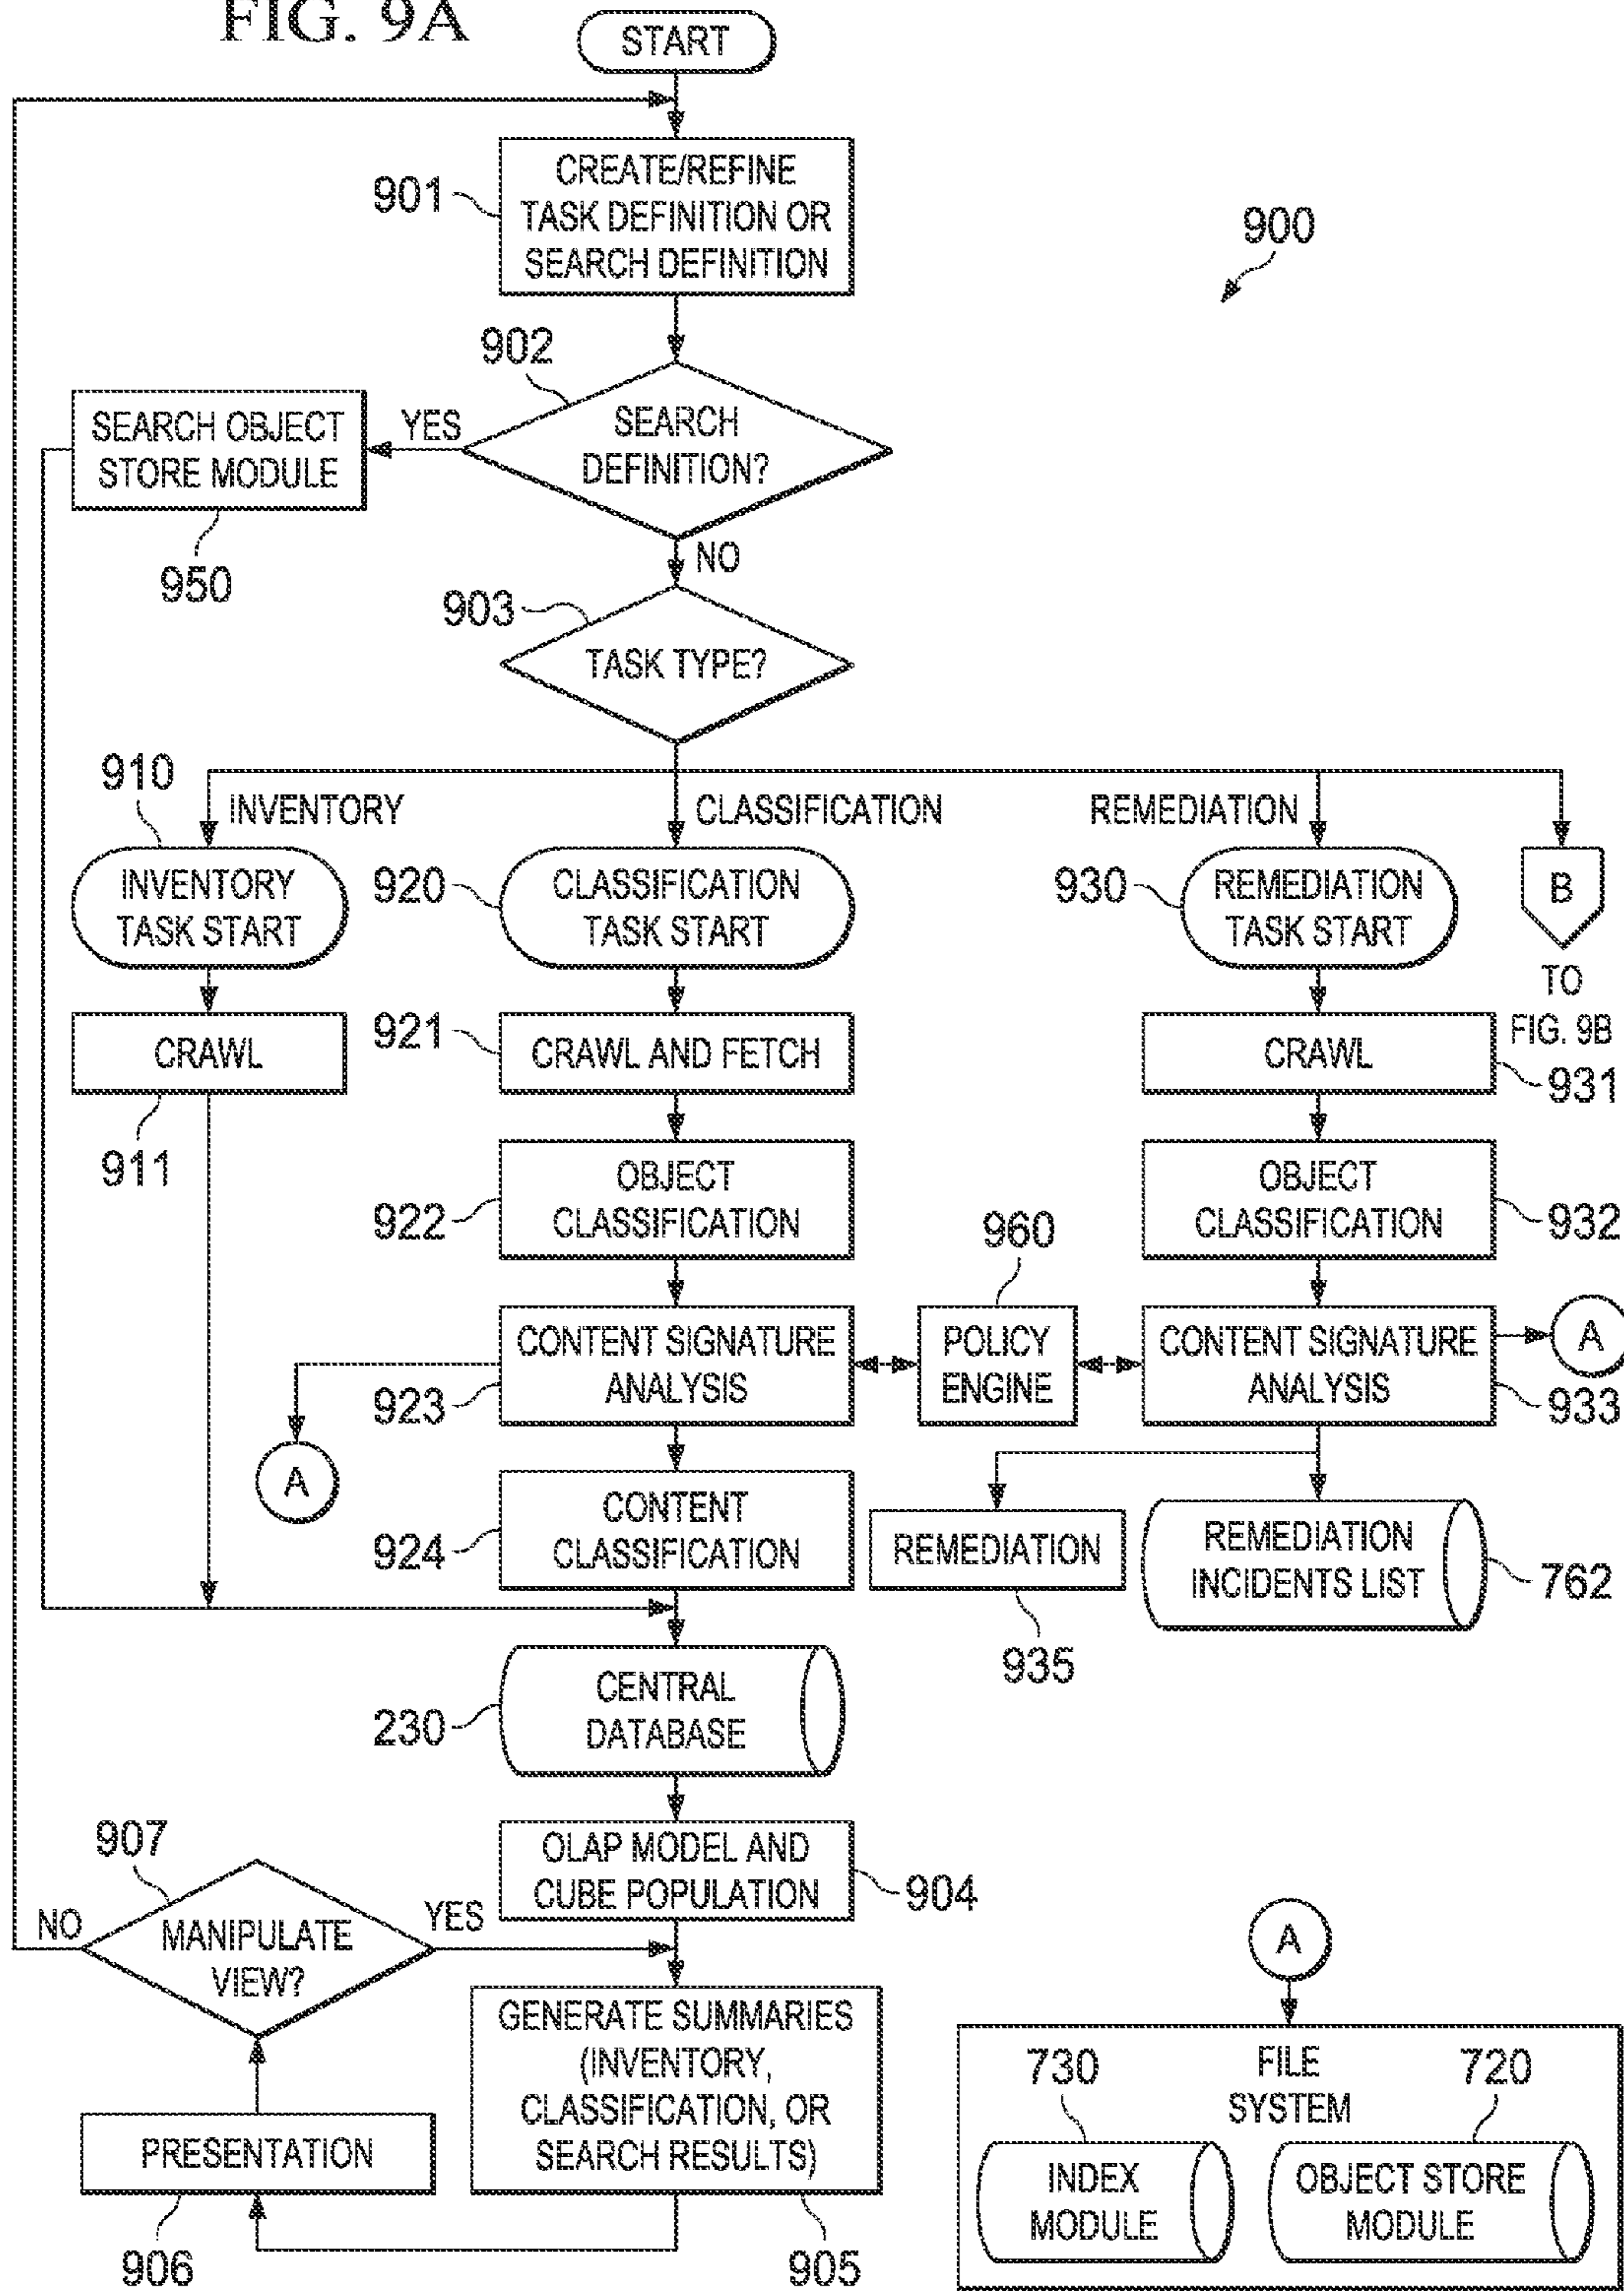 FIG. 9A
START
901
CREATE/REFINE
TASK DEFINITION OR
SEARCH DEFINITION
900
902
SEARCH
DEFINITION?
YES
SEARCH OBJECT
STORE MODULE
950
NO
903
TASK TYPE?
910
INVENTORY
CLASSIFICATION
REMEDIATION
INVENTORY
TASK START
920
CLASSIFICATION
TASK START
930
REMEDIATION
TASK START
B
TO
FIG. 9B
CRAWL
911
921
CRAWL AND FETCH
CRAWL
931
922
OBJECT
CLASSIFICATION
OBJECT
CLASSIFICATION
932
960
CONTENT SIGNATURE
ANALYSIS
923
POLICY
ENGINE
CONTENT SIGNATURE
ANALYSIS
933
A
A
924
CONTENT
CLASSIFICATION
REMEDIATION
935
REMEDIATION
INCIDENTS LIST
762
230
CENTRAL
DATABASE
OLAP MODEL AND
CUBE POPULATION
904
907
NO
MANIPULATE
VIEW?
YES
GENERATE SUMMARIES
(INVENTORY,
CLASSIFICATION, OR
SEARCH RESULTS)
905
PRESENTATION
906
A
FILE
SYSTEM
730
INDEX
MODULE
720
OBJECT STORE
MODULE